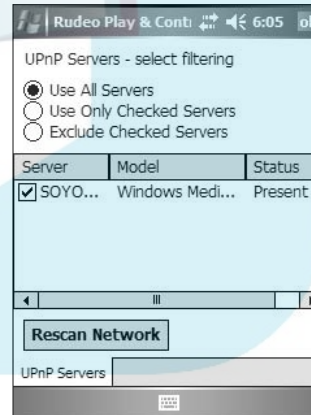 Rudeo Play & Conti 6:05 ol
UPnP Servers - select filtering
Use All Servers
Use Only Checked Servers
Exclude Checked Servers
Server Model Status
SOYO... Windows Medi... Present
Rescan Network
UPnP Servers